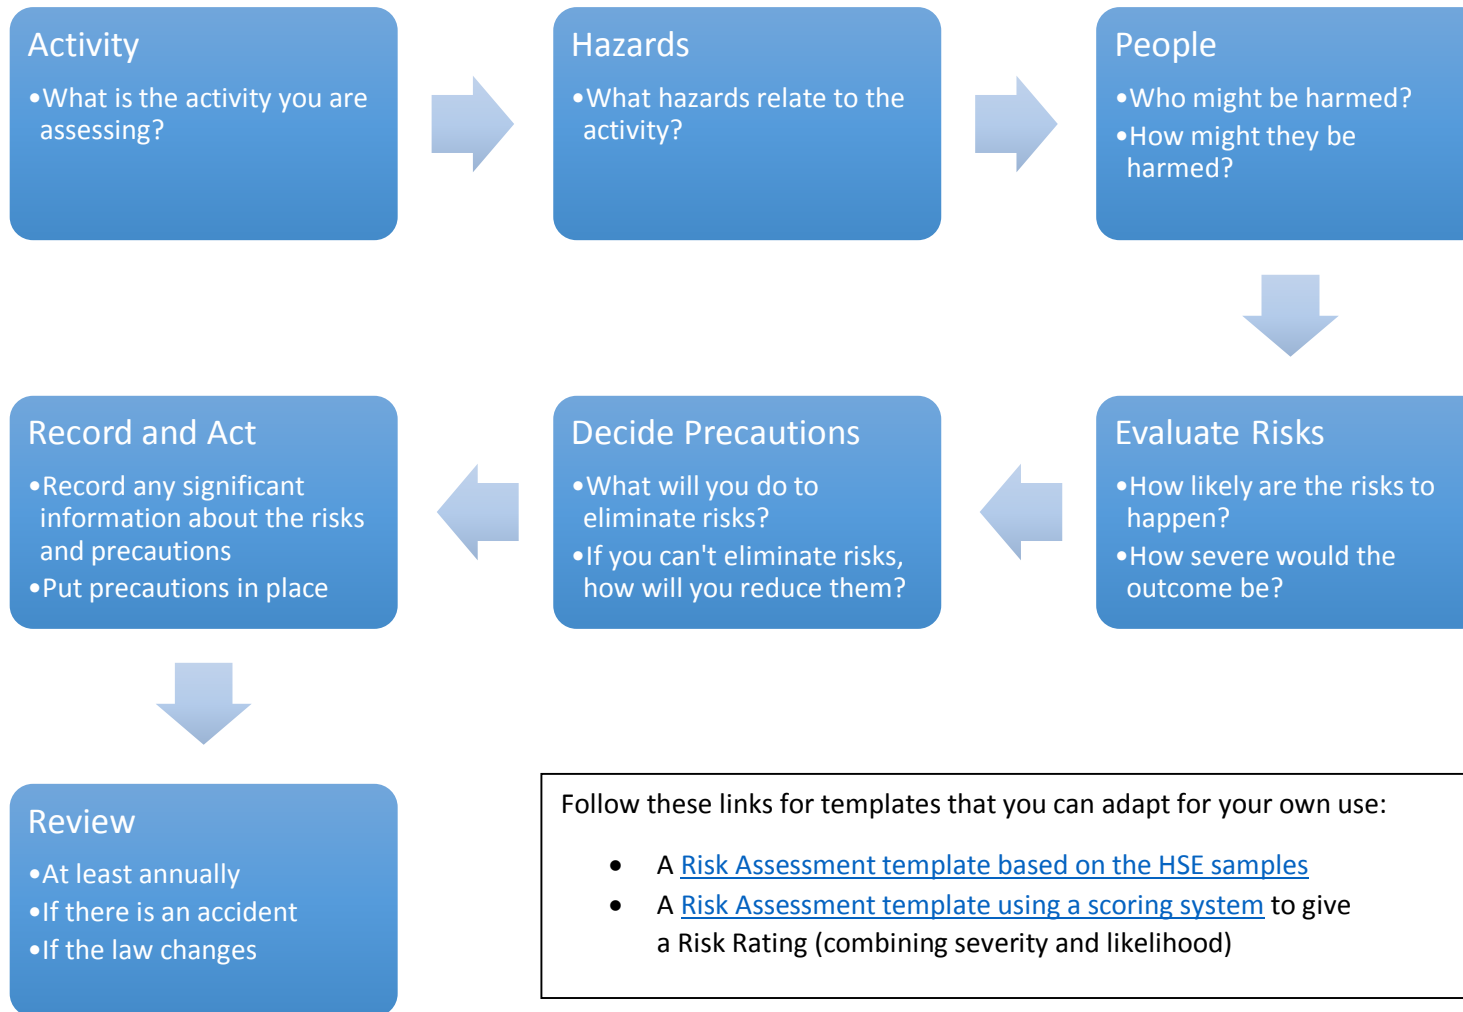 Activity
•What is the activity you are
assessing?
Hazards
•What hazards relate to the
activity?
People
•Who might be harmed?
•How might they be
harmed?
Evaluate Risks
•How likely are the risks to
happen?
•How severe would the
outcome be?
Decide Precautions
•What will you do to
eliminate risks?
•If you can't eliminate risks,
how will you reduce them?
Record and Act
•Record any significant
information about the risks
and precautions
•Put precautions in place
Review
•At least annually
•If there is an accident
•If the law changes
Follow these links for templates that you can adapt for your own use:
• A Risk Assessment template based on the HSE samples
• A Risk Assessment template using a scoring system to give
a Risk Rating (combining severity and likelihood)